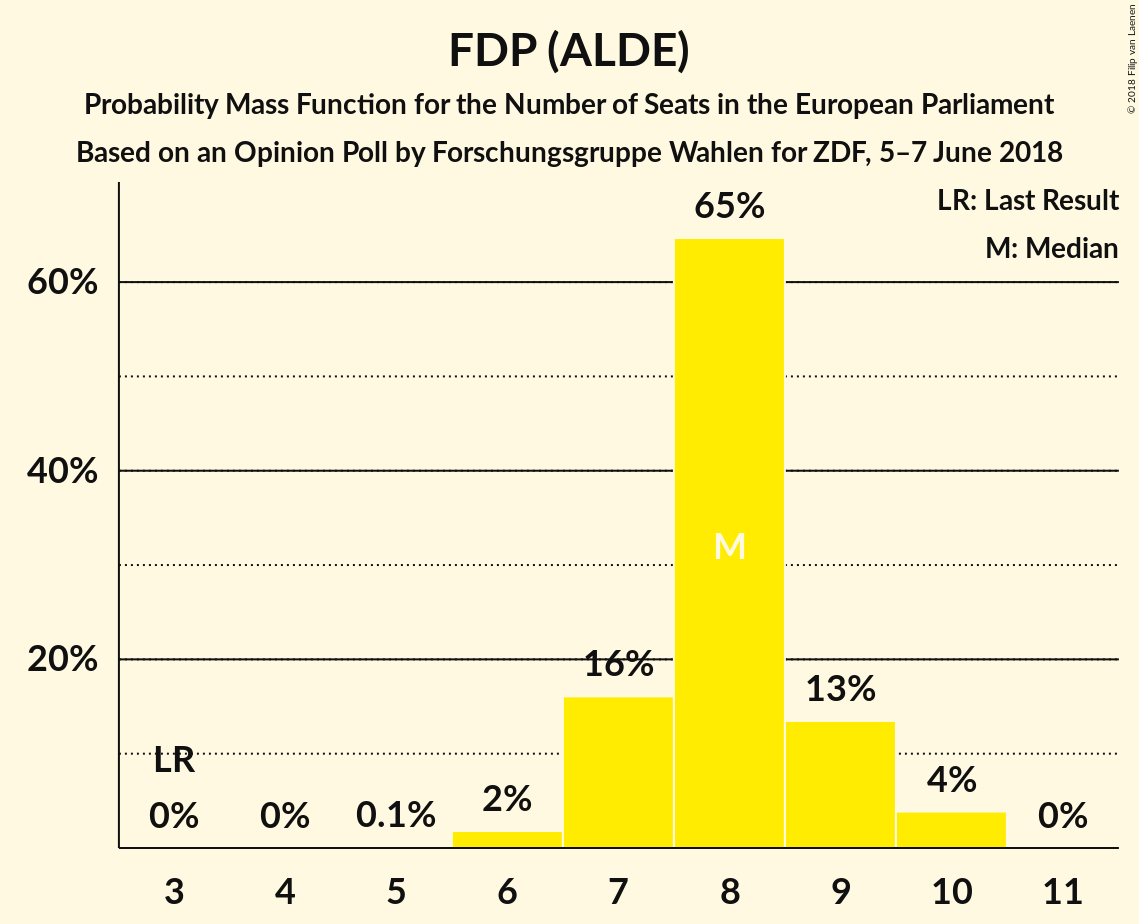 FDP (ALDE)
Probability Mass Function for the Number of Seats in the European Parliament
Based on an Opinion Poll by Forschungsgruppe Wahlen for ZDF, 5–7 June 2018
© 2018 Filip van Laenen
LR: Last Result
M: Median
65%
60%
40%
M
20%
16%
13%
LR
0%
0%
0.1%
2%
4%
0%
3
4
5
6
7
8
9
10
11